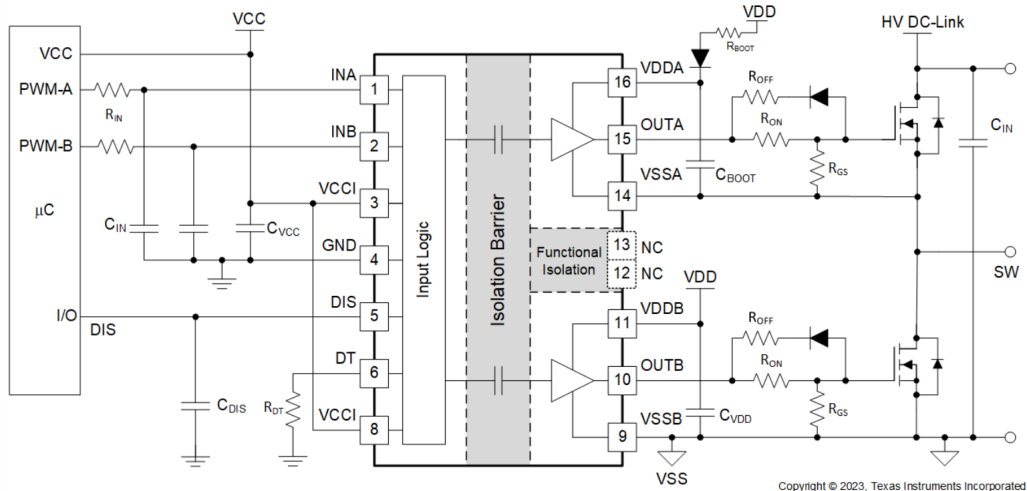 VCC
VDD
HV DC-Link
VCC
PWM-A
PWM-B
µC
I/O
DIS
RIN
CIN
CVCC
CDIS
RDT
INA
INB
VCCI
GND
DIS
DT
VCCI
1
2
3
4
5
6
8
Input Logic
Isolation Barrier
Functional
Isolation
16
15
14
13
12
11
10
9
VDDA
OUTA
VSSA
NC
NC
VDDB
OUTB
VSSB
RBOOT
CBOOT
ROFF
RON
RGS
CIN
SW
VDD
ROFF
RON
RGS
CVDD
VSS
Copyright © 2023, Texas Instruments Incorporated